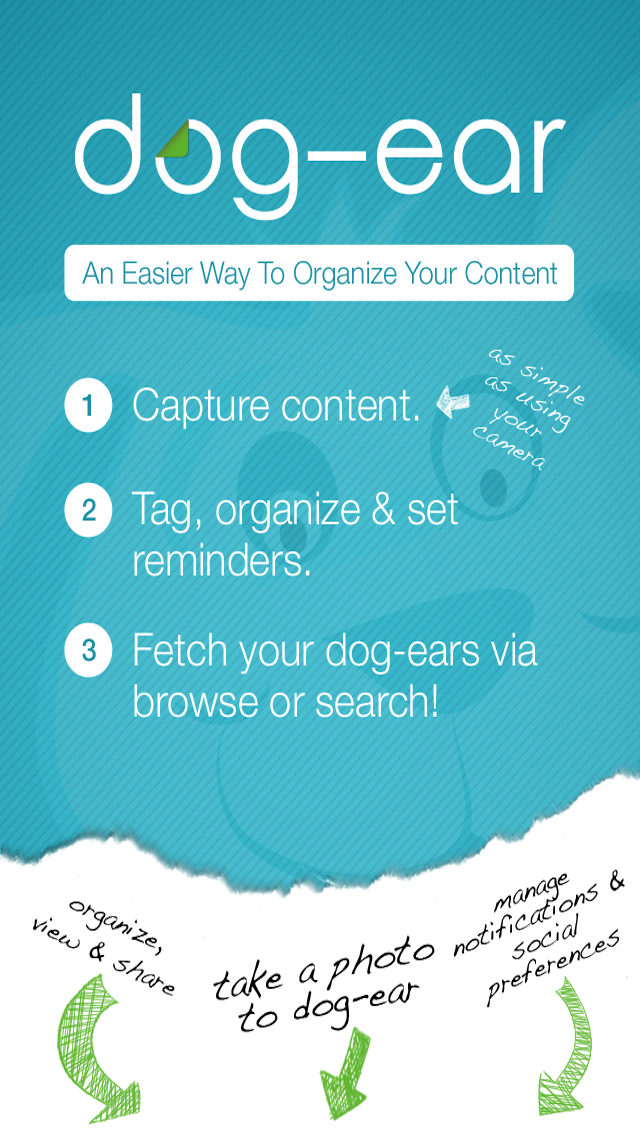 dog-ear
An Easier Way To Organize Your Content
1 Capture content.
as simple
as using
your
camera
2 Tag, organize & set
reminders.
3 Fetch your dog-ears via
browse or search!
organize,
view & share
take a photo
to dog-ear
manage
notifications &
social
preferences